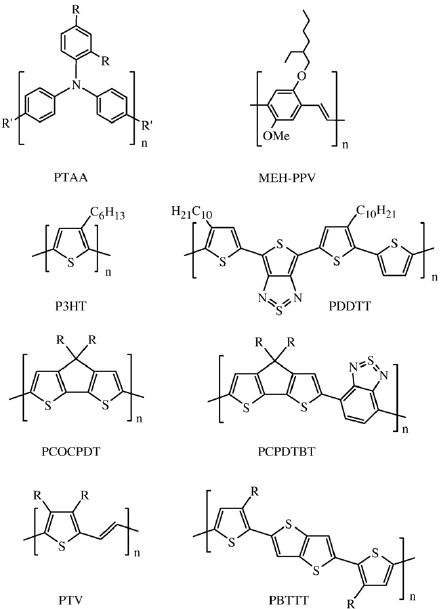 R
R
N
R'
R'
n
PTAA
O
OMe
n
MEH-PPV
C6H13
S
n
P3HT
H21C10
C10H21
S
S
S
S
N
N
S
n
PDDTT
R R
S S
n
PCOCPDT
R R
S S
N
S
N
n
PCPDTBT
R R
S
n
PTV
R
S
S
S
S
R
n
PBTTT